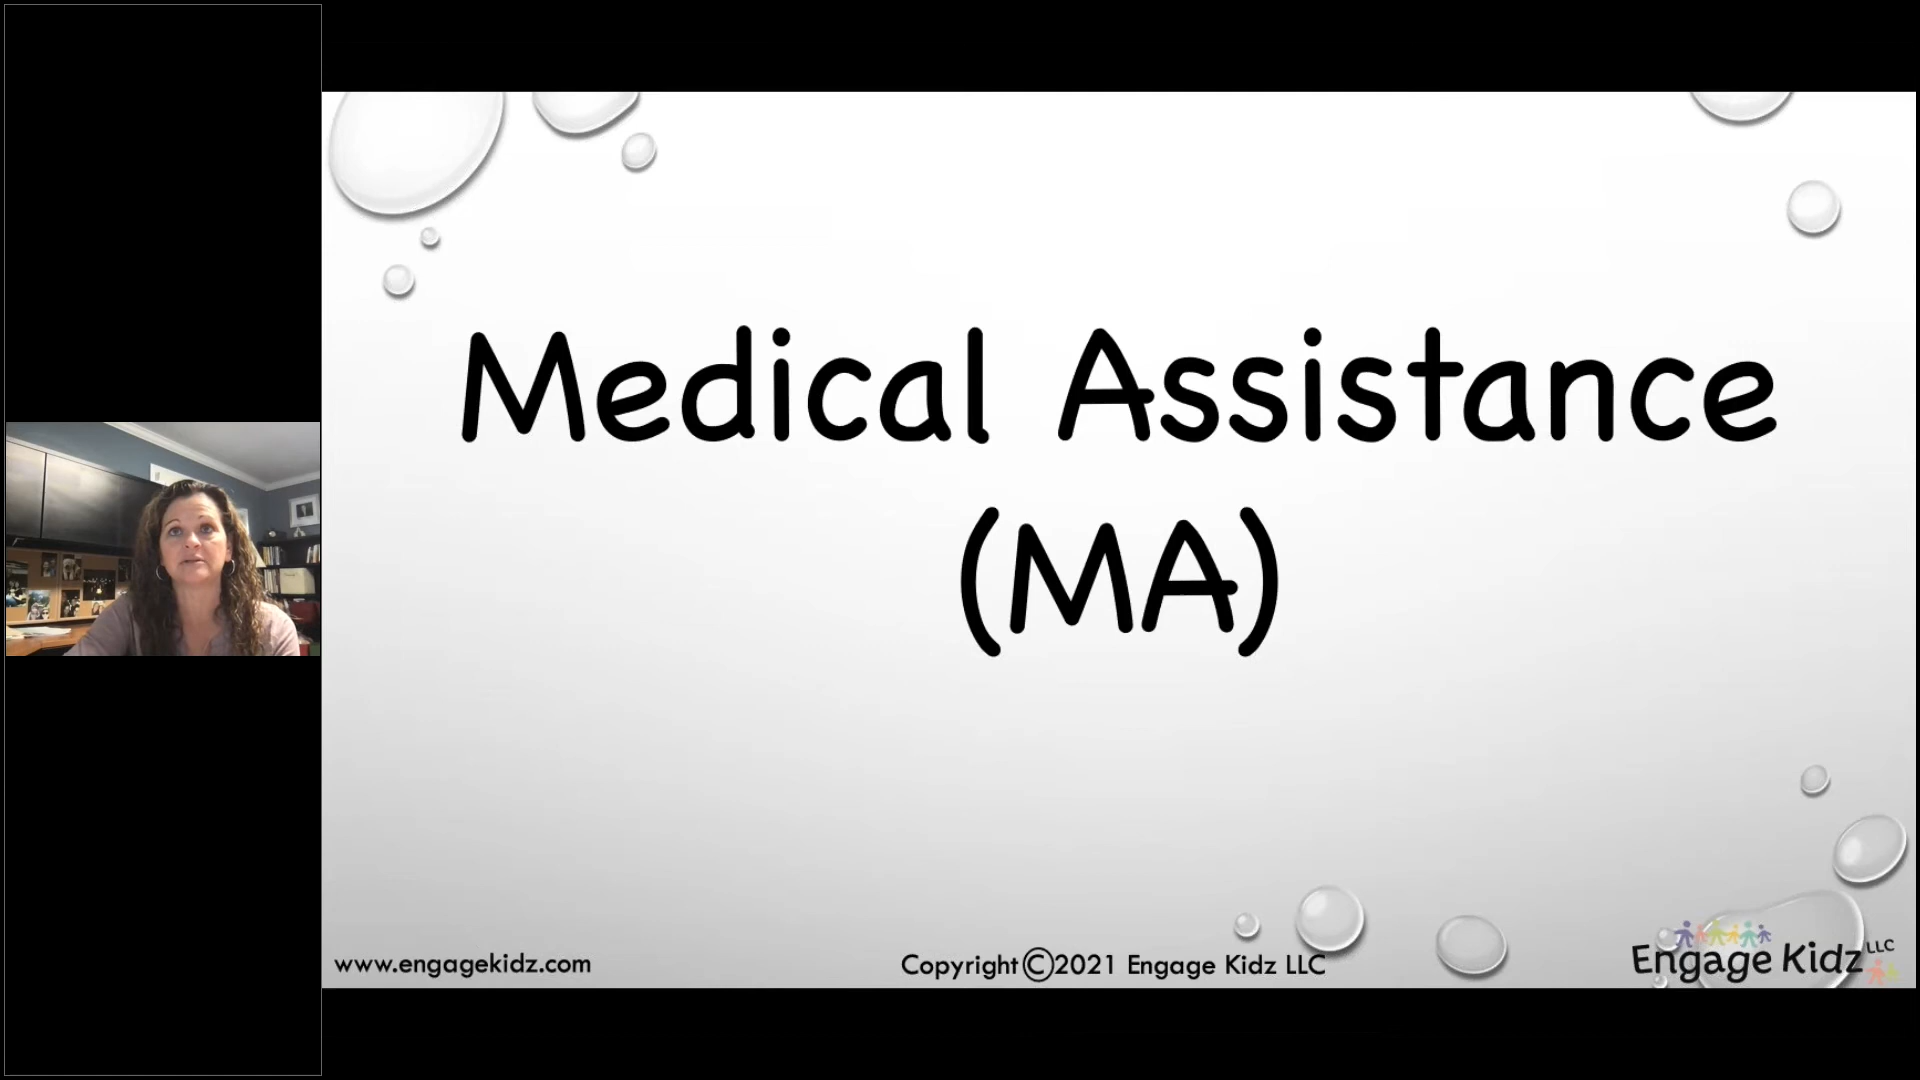 Medical Assistance
(MA)
www.engagekidz.com
Copyright©2021 Engage Kidz LLC
Engage Kidz LLC